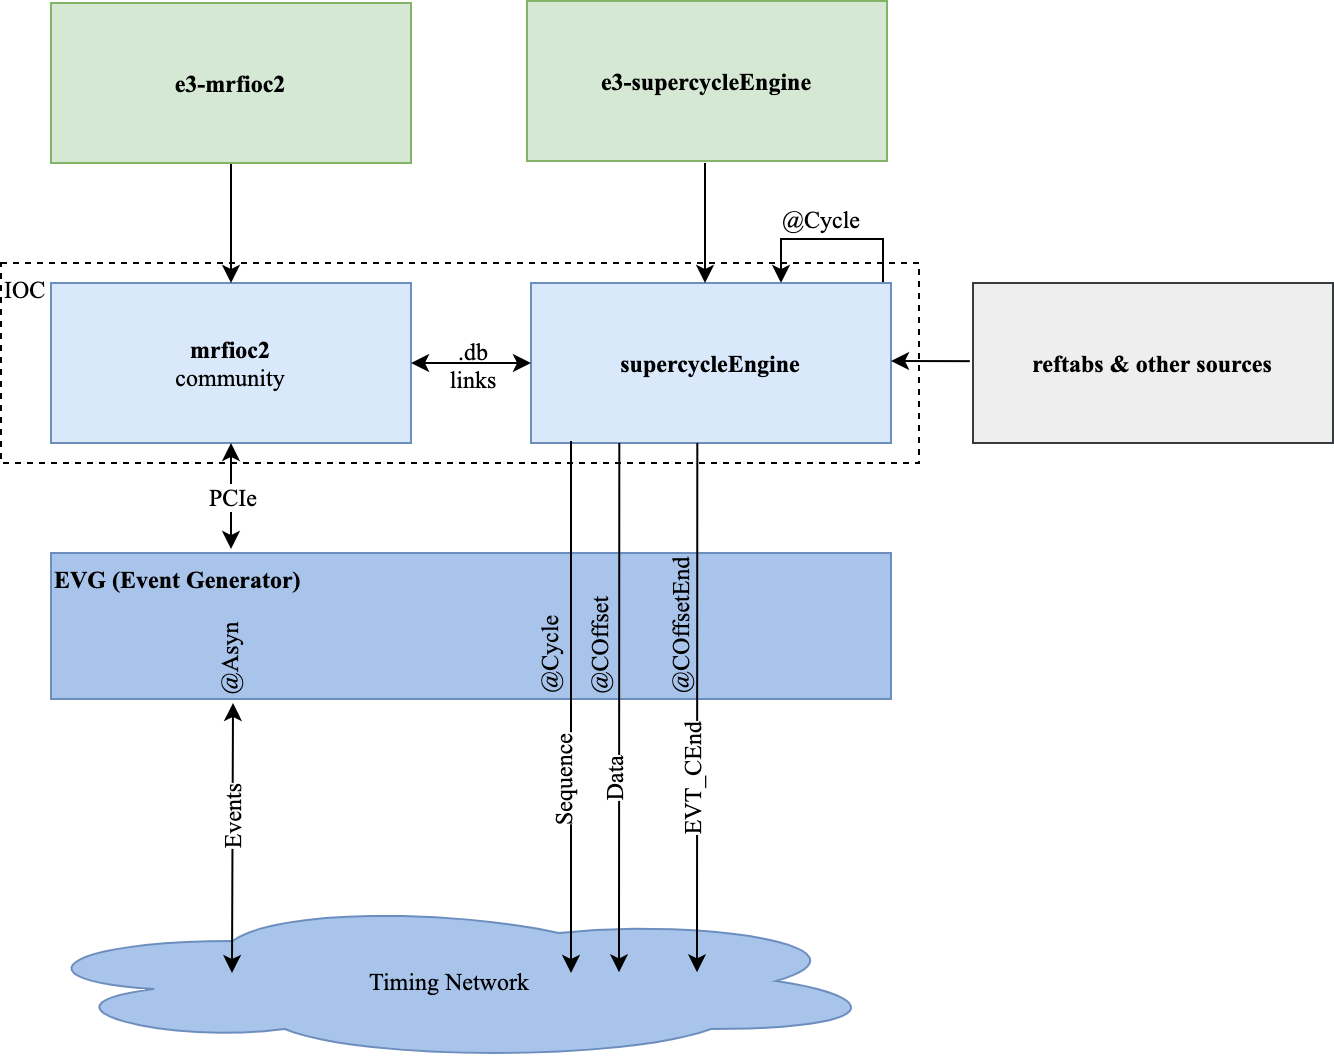 e3-mrfioc2
e3-supercycleEngine
@Cycle
IOC
mrfioc2
community
.db
links
supercycleEngine
reftabs & other sources
PCIe
EVG (Event Generator)
@Asyn
@Cycle
@COffset
@COffsetEnd
Events
Sequence
Data
EVT_CEnd
Timing Network